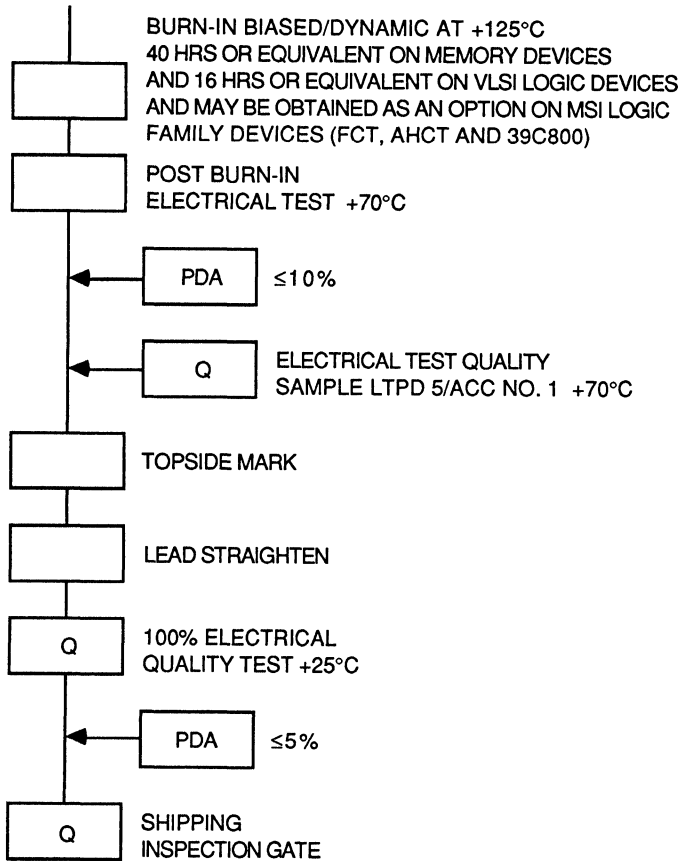 BURN-IN BIASED/DYNAMIC AT +125°C
40 HRS OR EQUIVALENT ON MEMORY DEVICES
AND 16 HRS OR EQUIVALENT ON VLSI LOGIC DEVICES
AND MAY BE OBTAINED AS AN OPTION ON MSI LOGIC
FAMILY DEVICES (FCT, AHCT AND 39C800)
POST BURN-IN
ELECTRICAL TEST +70°C
PDA ≤10%
Q
ELECTRICAL TEST QUALITY
SAMPLE LTPD 5/ACC NO. 1 +70°C
TOPSIDE MARK
LEAD STRAIGHTEN
Q
100% ELECTRICAL
QUALITY TEST +25°C
PDA ≤5%
Q
SHIPPING
INSPECTION GATE